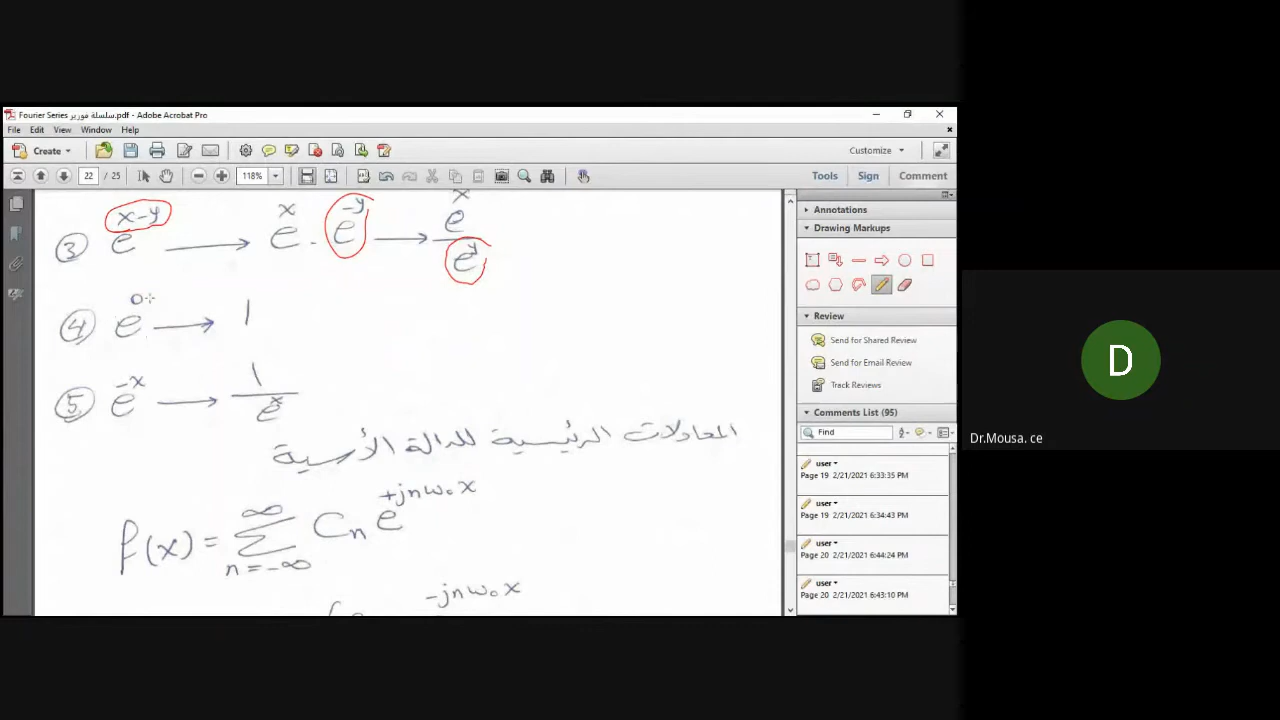 Fourier Series سلسلة فورير.pdf - Adobe Acrobat Pro
File Edit View Window Help
Create Customize
22 / 25 118% Tools Sign Comment
③ e^{x-y} → e^x . e^{-y} → e^x / e^y
④ e^0 → 1
⑤ e^{-x} → 1 / e^x
المعادلات الرئيسية للدالة الأسية
f(x) = ∑_{n=-∞}^{∞} C_n e^{+jnω₀x}
-jnω₀x
Annotations
Drawing Markups
Review
Send for Shared Review
Send for Email Review
Track Reviews
Comments List (95)
Find
user
Page 19 2/21/2021 6:33:35 PM
user
Page 19 2/21/2021 6:34:43 PM
user
Page 20 2/21/2021 6:44:24 PM
user
Page 20 2/21/2021 6:43:10 PM
D
Dr.Mousa. ce